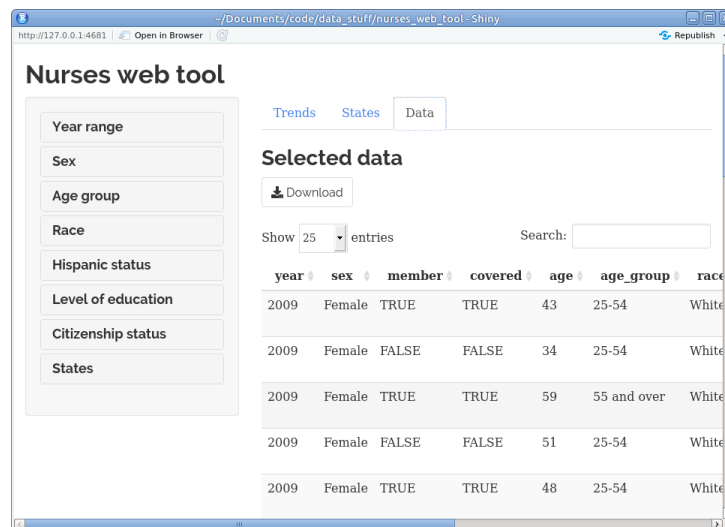 ~/Documents/code/data_stuff/nurses_web_tool - Shiny
http://127.0.0.1:4681 Open in Browser Republish
Nurses web tool
Year range
Sex
Age group
Race
Hispanic status
Level of education
Citizenship status
States
Trends States Data
Selected data
Download
Show 25 entries Search:
year sex member covered age age_group race
2009 Female TRUE TRUE 43 25-54 White
2009 Female FALSE FALSE 34 25-54 White
2009 Female TRUE TRUE 59 55 and over White
2009 Female FALSE FALSE 51 25-54 White
2009 Female TRUE TRUE 48 25-54 White